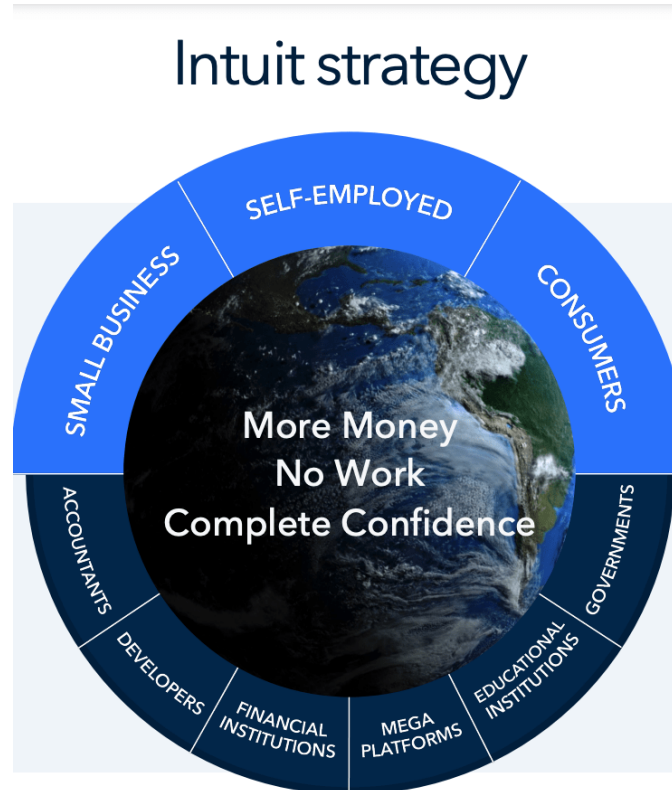 Intuit strategy
SMALL BUSINESS
SELF-EMPLOYED
CONSUMERS
More Money
No Work
Complete Confidence
ACCOUNTANTS
DEVELOPERS
FINANCIAL
INSTITUTIONS
MEGA
PLATFORMS
EDUCATIONAL
INSTITUTIONS
GOVERNMENTS